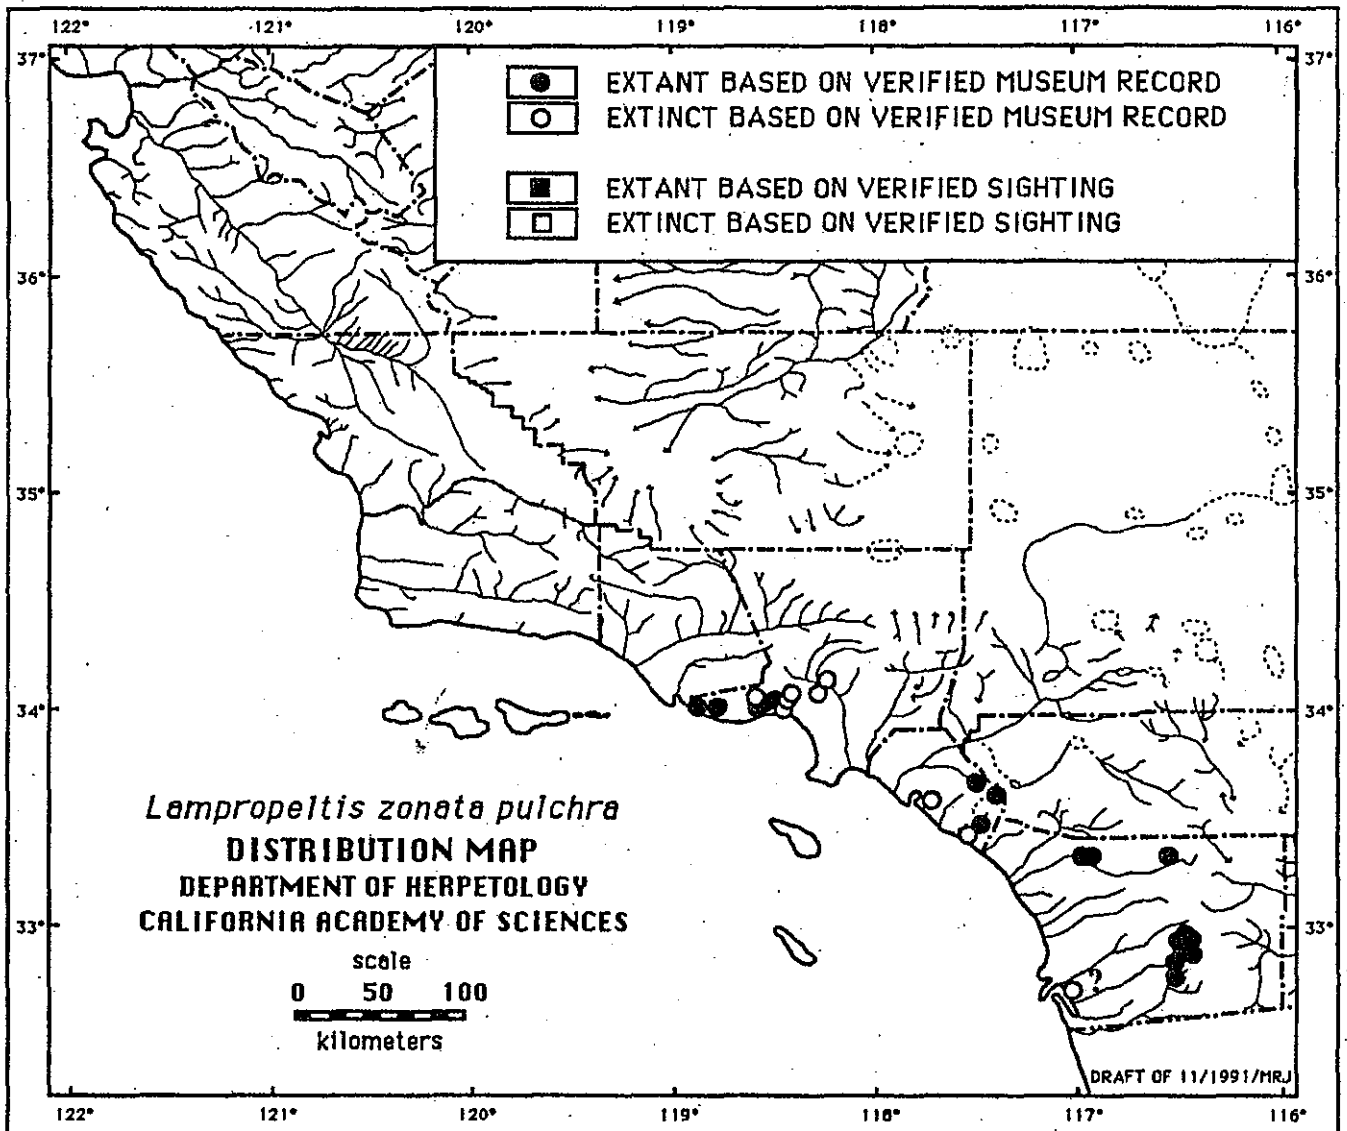 122° 121° 120° 119° 118° 117° 116°
37° 37°
EXTANT BASED ON VERIFIED MUSEUM RECORD
EXTINCT BASED ON VERIFIED MUSEUM RECORD
EXTANT BASED ON VERIFIED SIGHTING
EXTINCT BASED ON VERIFIED SIGHTING
36° 36°
35° 35°
34° 34°
Lampropeltis zonata pulchra
DISTRIBUTION MAP
DEPARTMENT OF HERPETOLOGY
CALIFORNIA ACADEMY OF SCIENCES
33° 33°
scale
0 50 100
kilometers
?
DRAFT OF 11/1991/MRJ
122° 121° 120° 119° 118° 117° 116°